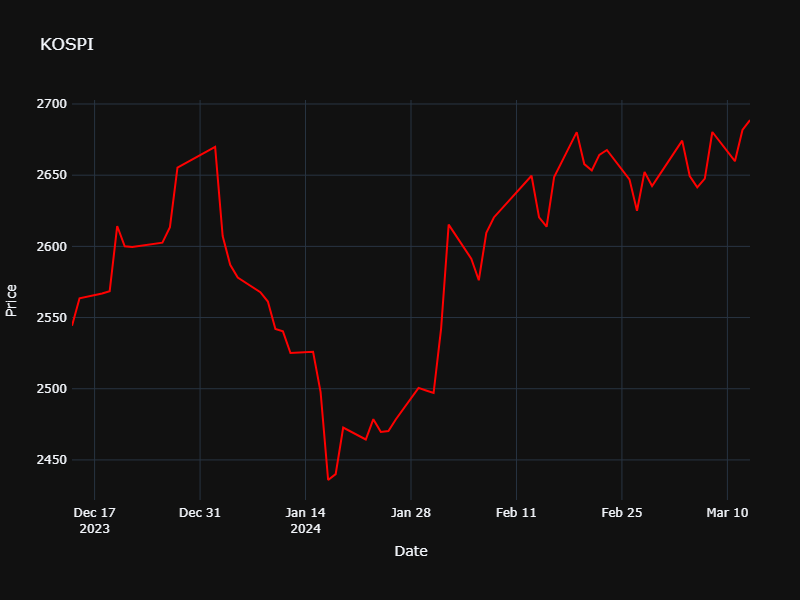 KOSPI
2700
2650
2600
2550
2500
2450
Price
Dec 17
2023
Dec 31
Jan 14
2024
Jan 28
Feb 11
Feb 25
Mar 10
Date